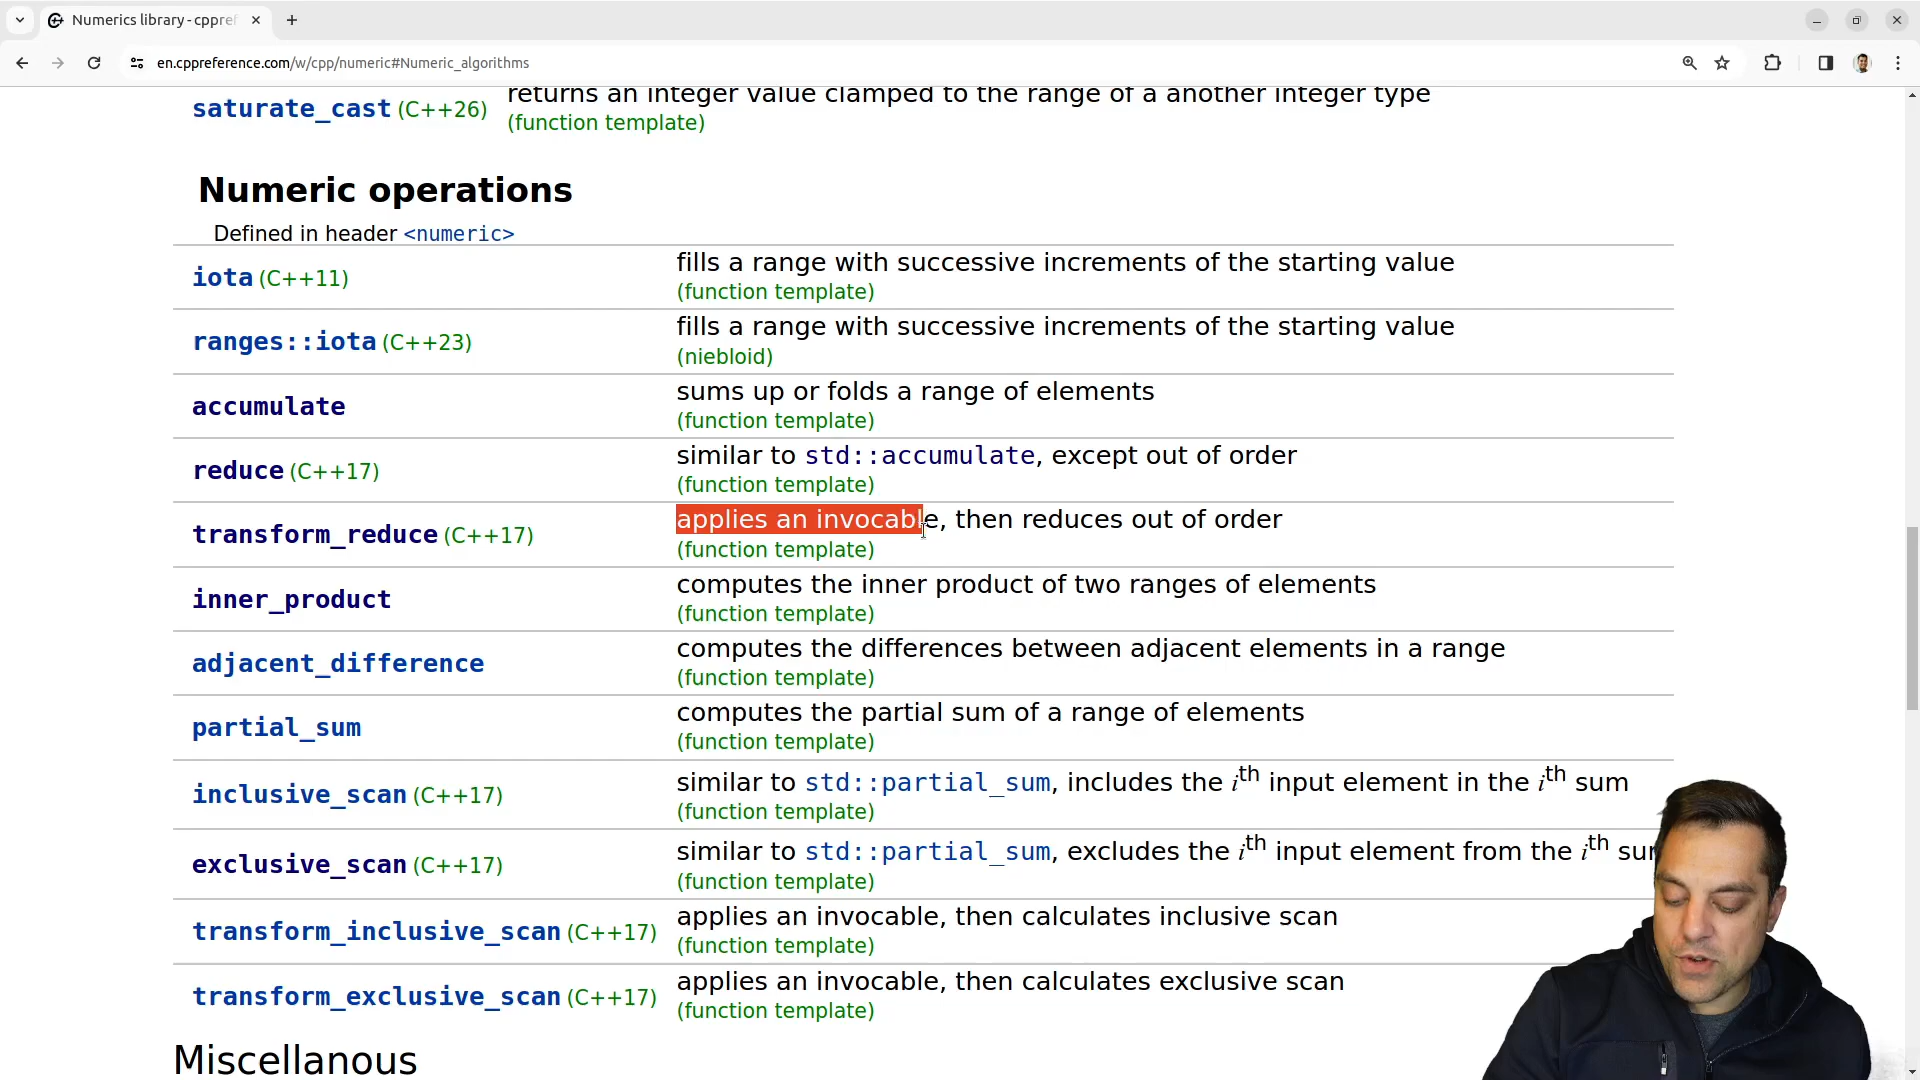 Numerics library - cppref
en.cppreference.com/w/cpp/numeric#Numeric_algorithms
saturate_cast (C++26) returns an integer value clamped to the range of a another integer type
(function template)
Numeric operations
Defined in header <numeric>
iota (C++11) fills a range with successive increments of the starting value
(function template)
ranges::iota (C++23) fills a range with successive increments of the starting value
(niebloid)
accumulate sums up or folds a range of elements
(function template)
reduce (C++17) similar to std::accumulate, except out of order
(function template)
transform_reduce (C++17) applies an invocable, then reduces out of order
(function template)
inner_product computes the inner product of two ranges of elements
(function template)
adjacent_difference computes the differences between adjacent elements in a range
(function template)
partial_sum computes the partial sum of a range of elements
(function template)
inclusive_scan (C++17) similar to std::partial_sum, includes the ith input element in the ith sum
(function template)
exclusive_scan (C++17) similar to std::partial_sum, excludes the ith input element from the ith
(function template)
transform_inclusive_scan (C++17) applies an invocable, then calculates inclusive scan
(function template)
transform_exclusive_scan (C++17) applies an invocable, then calculates exclusive scan
(function template)
Miscellanous